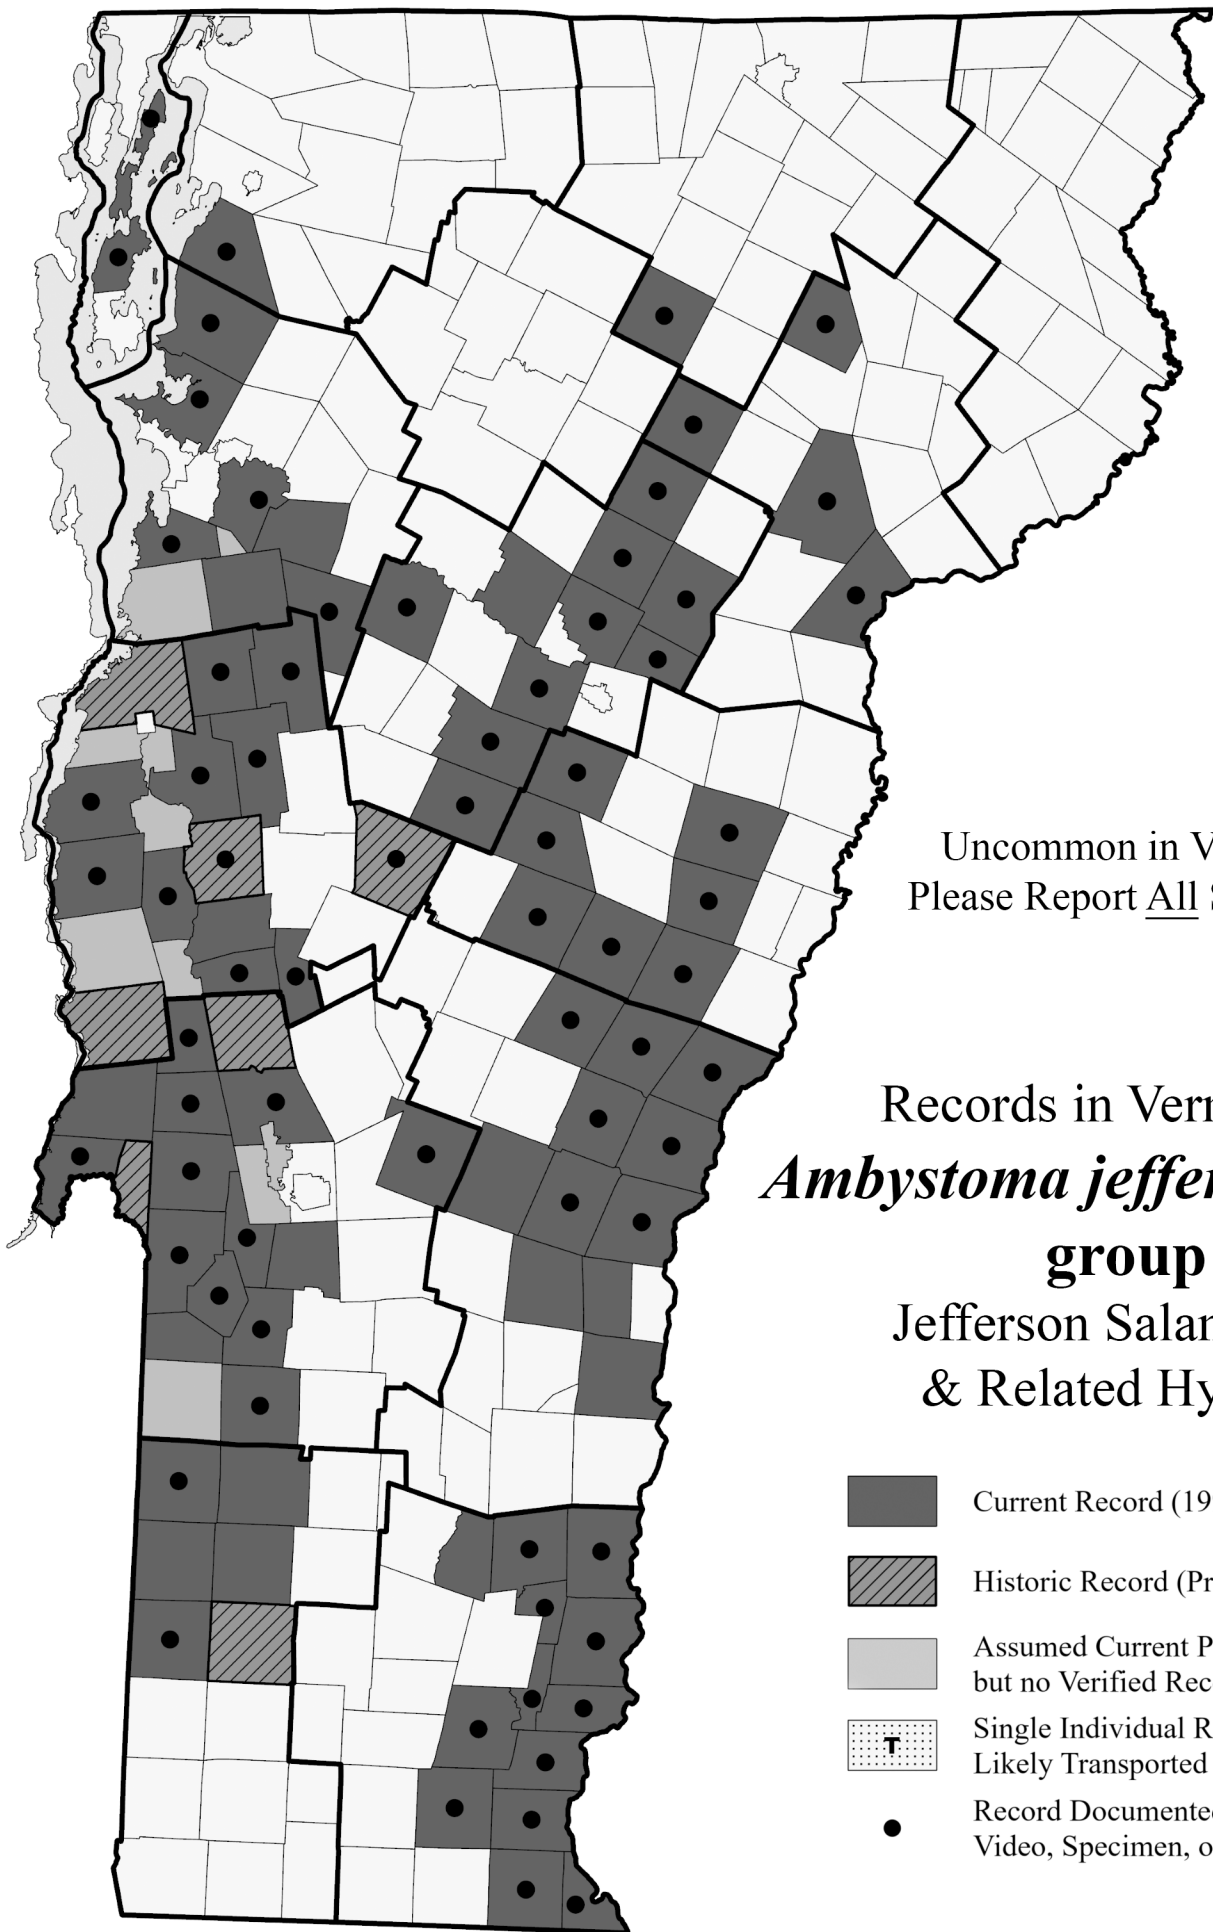 Uncommon in V
Please Report All S
Records in Verm
Ambystoma jeffer
group
Jefferson Salam
& Related Hy
Current Record (19
Historic Record (Pr
Assumed Current P
but no Verified Rec
T
Single Individual R
Likely Transported
Record Documented
Video, Specimen, o